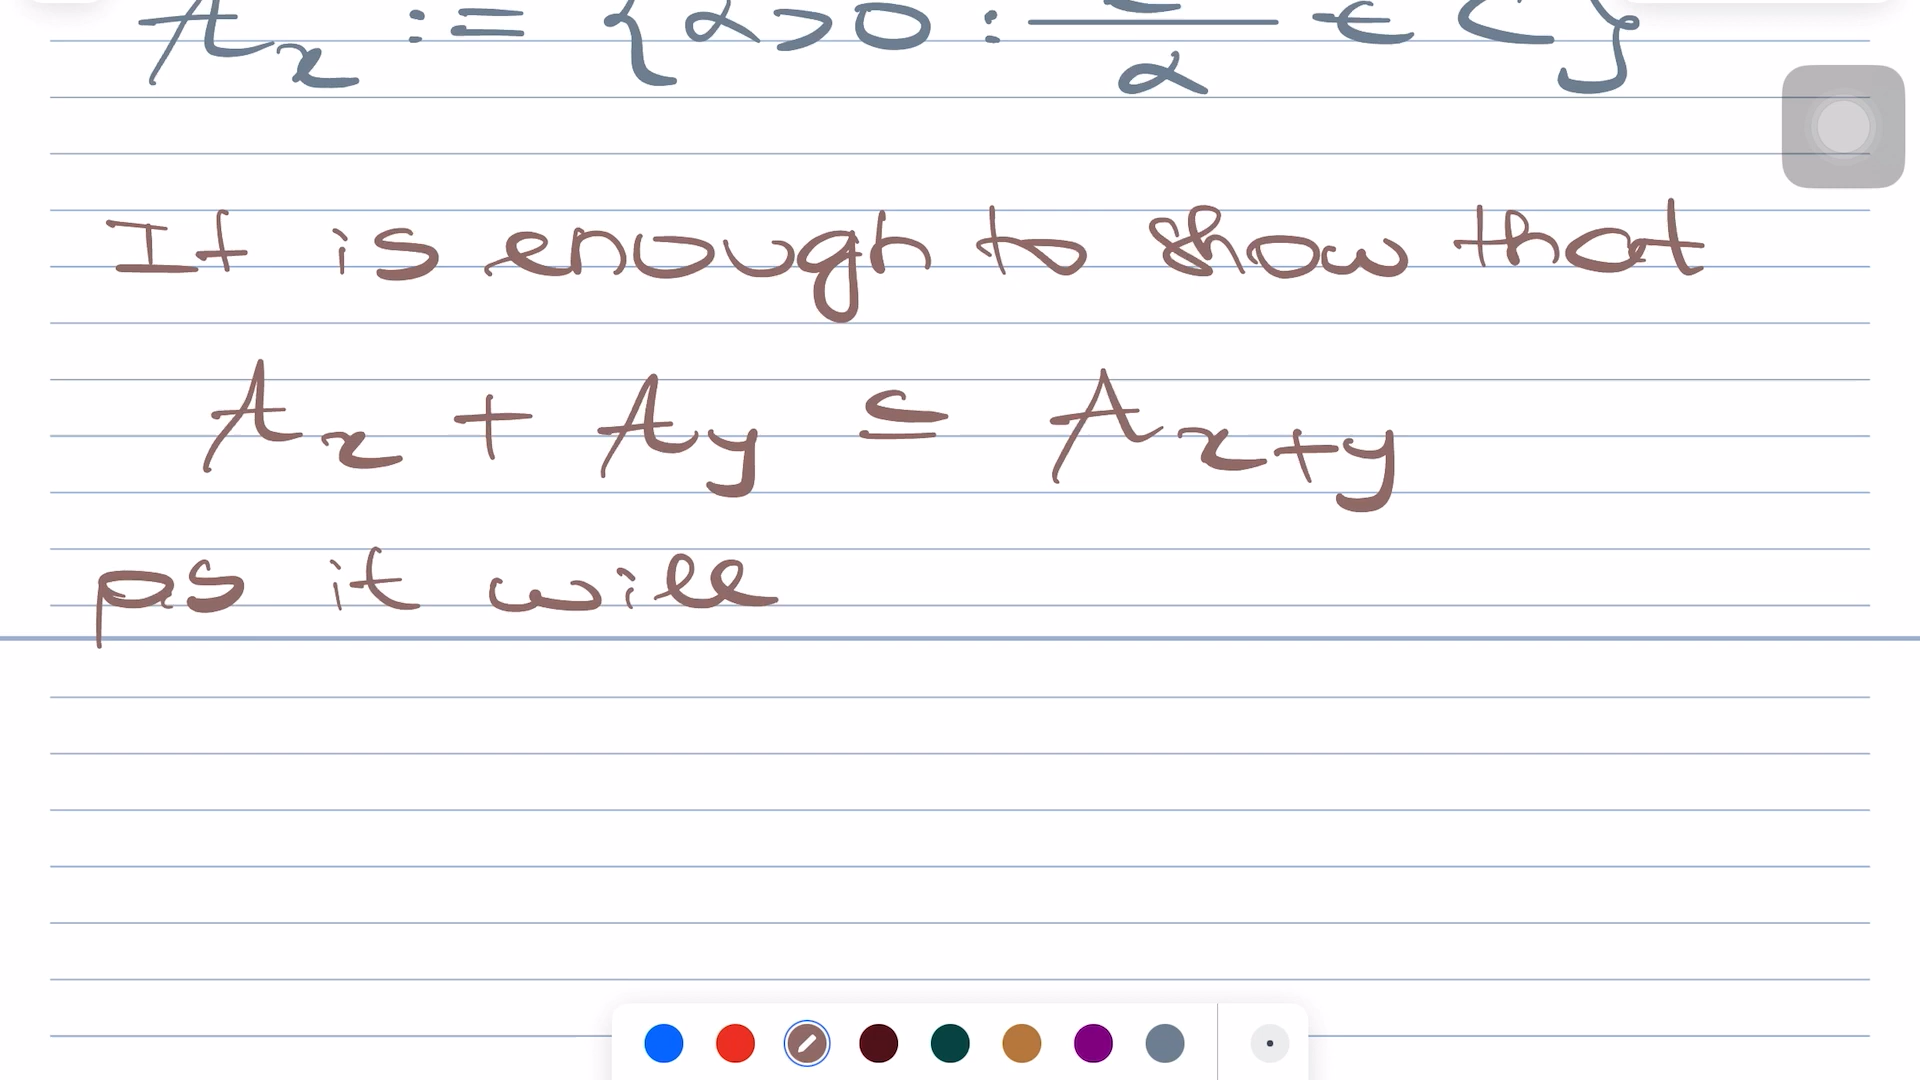 A_x := {α>0 : x/α ∈ C}
It is enough to show that
A_x + A_y ⊆ A_{x+y}
as it will